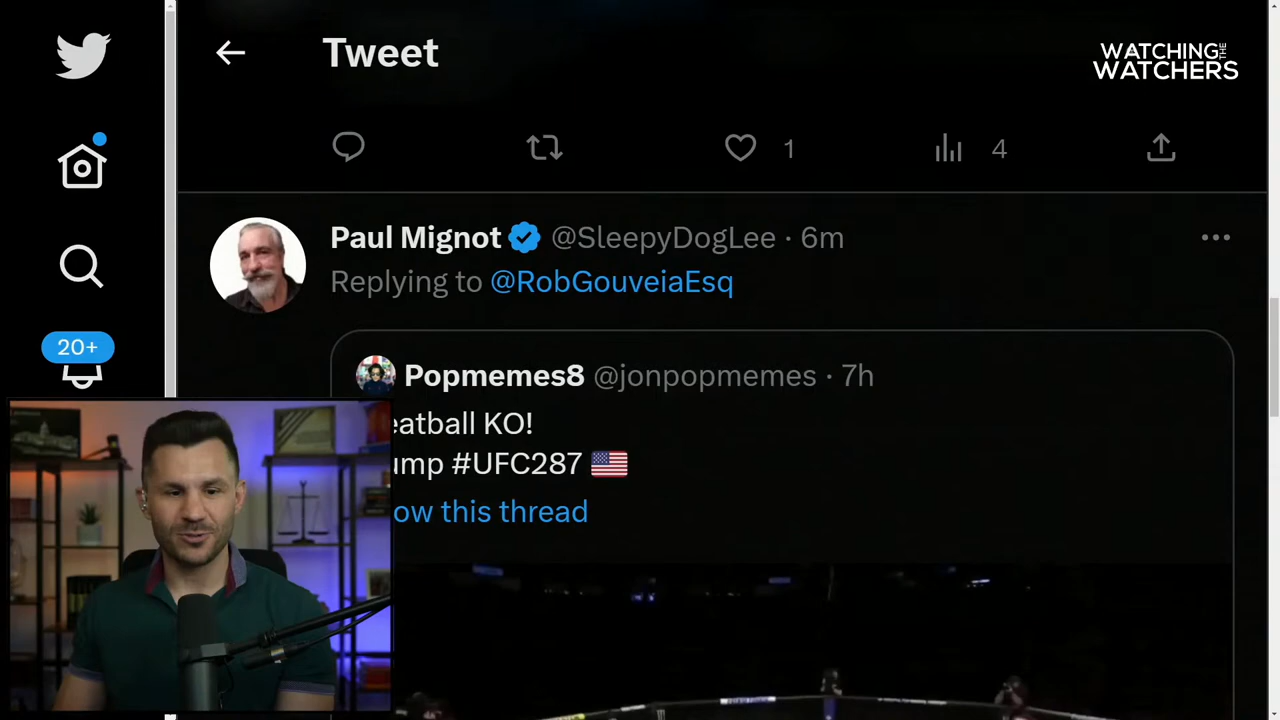 Tweet
WATCHING THE
WATCHERS
1
4
Paul Mignot @SleepyDogLee · 6m
Replying to @RobGouveiaEsq
20+
Popmemes8 @jonpopmemes · 7h
eatball KO!
ump #UFC287 🇺🇸
ow this thread